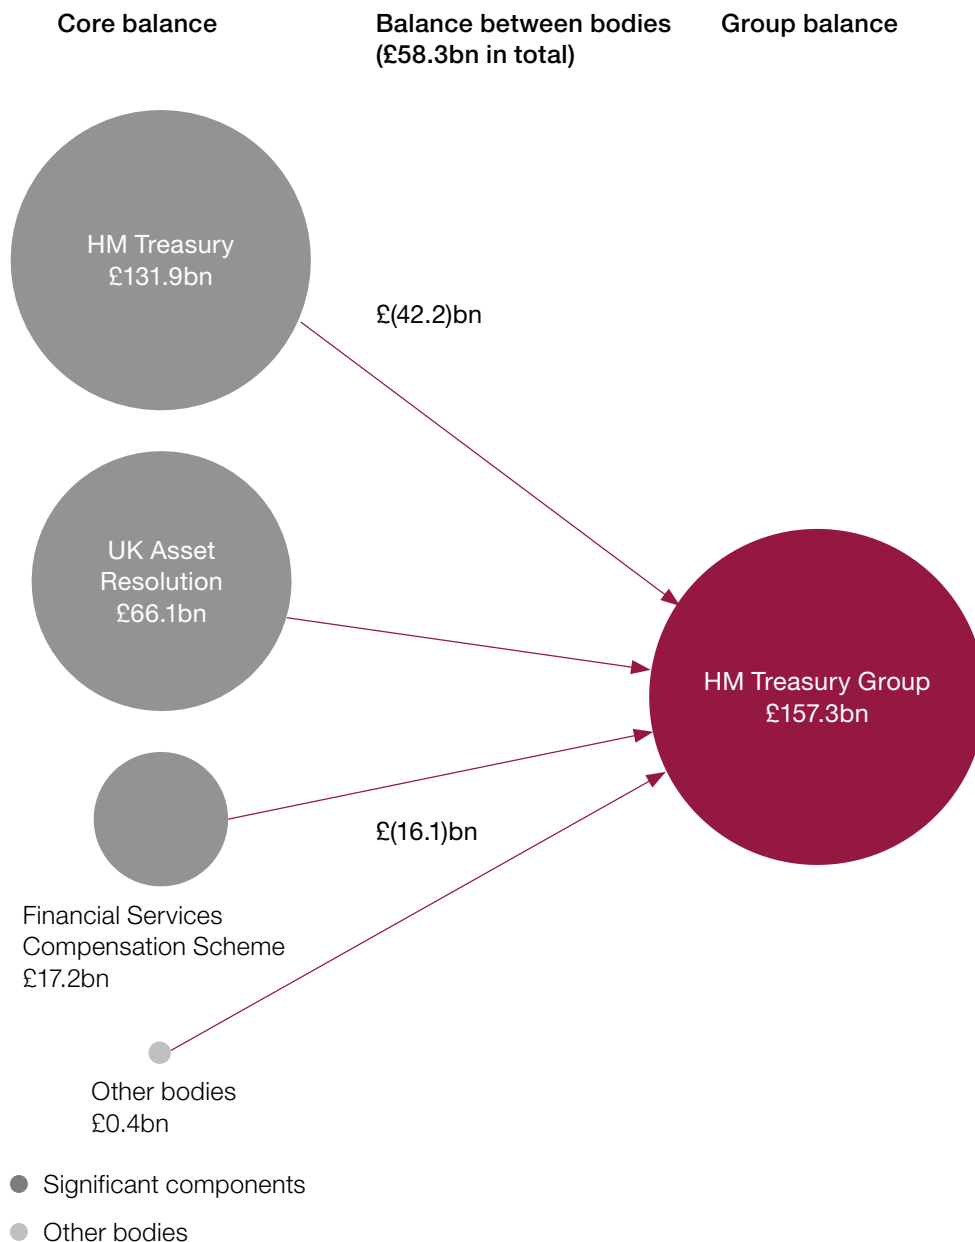 Core balance
Balance between bodies
(£58.3bn in total)
Group balance
HM Treasury
£131.9bn
£(42.2)bn
UK Asset
Resolution
£66.1bn
HM Treasury Group
£157.3bn
£(16.1)bn
Financial Services
Compensation Scheme
£17.2bn
Other bodies
£0.4bn
Significant components
Other bodies